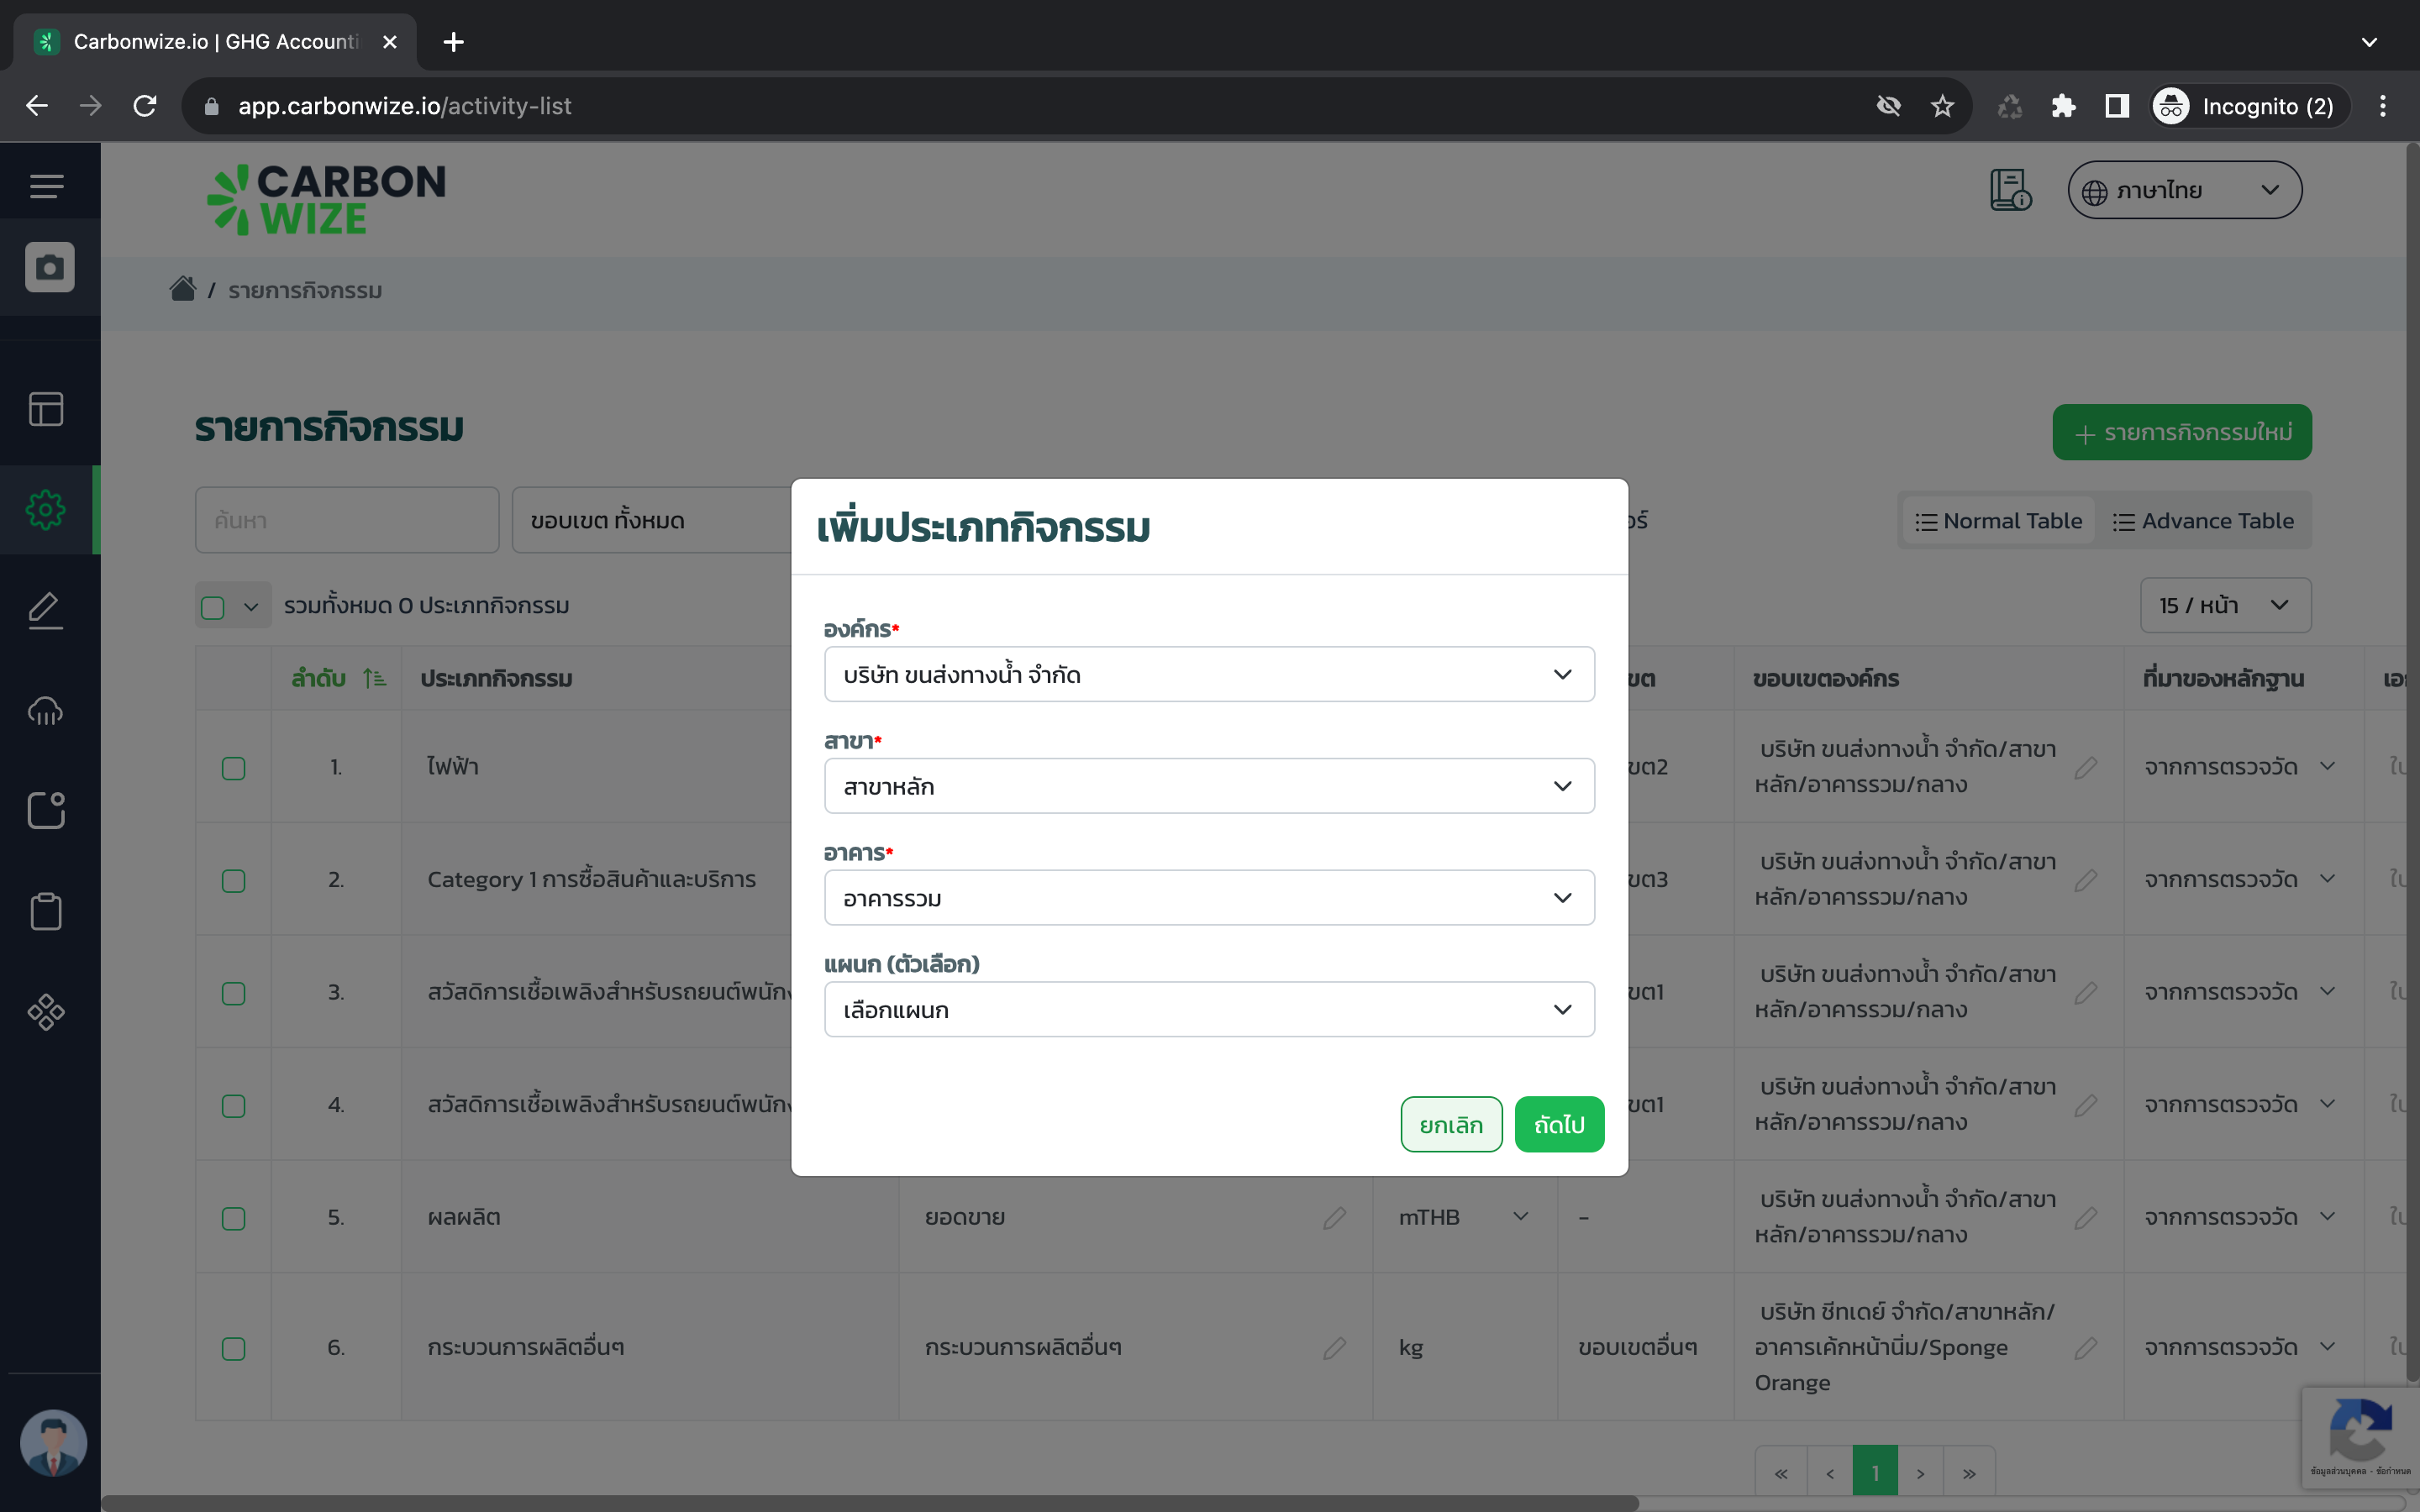 Carbonwize.io | GHG Accounti
app.carbonwize.io/activity-list
Incognito (2)
CARBON
WIZE
ภาษาไทย
/ รายการกิจกรรม
รายการกิจกรรม
+ รายการกิจกรรมใหม่
ค้นหา
ขอบเขต ทั้งหมด
Normal Table
Advance Table
รวมทั้งหมด 0 ประเภทกิจกรรม
15 / หน้า
เพิ่มประเภทกิจกรรม
องค์กร*
บริษัท ขนส่งทางน้ำ จำกัด
สาขา*
สาขาหลัก
อาคาร*
อาคารรวม
แผนก (ตัวเลือก)
เลือกแผนก
ยกเลิก
ถัดไป
ลำดับ
ประเภทกิจกรรม
ขอบเขตองค์กร
ที่มาของหลักฐาน
1.
ไฟฟ้า
บริษัท ขนส่งทางน้ำ จำกัด/สาขา
หลัก/อาคารรวม/กลาง
จากการตรวจวัด
2.
Category 1 การซื้อสินค้าและบริการ
บริษัท ขนส่งทางน้ำ จำกัด/สาขา
หลัก/อาคารรวม/กลาง
จากการตรวจวัด
3.
สวัสดิการเชื้อเพลิงสำหรับรถยนต์พนัก
บริษัท ขนส่งทางน้ำ จำกัด/สาขา
หลัก/อาคารรวม/กลาง
จากการตรวจวัด
4.
สวัสดิการเชื้อเพลิงสำหรับรถยนต์พนัก
บริษัท ขนส่งทางน้ำ จำกัด/สาขา
หลัก/อาคารรวม/กลาง
จากการตรวจวัด
5.
ผลผลิต
ยอดขาย
mTHB
-
บริษัท ขนส่งทางน้ำ จำกัด/สาขา
หลัก/อาคารรวม/กลาง
จากการตรวจวัด
6.
กระบวนการผลิตอื่นๆ
กระบวนการผลิตอื่นๆ
kg
ขอบเขตอื่นๆ
บริษัท ซีทเดย์ จำกัด/สาขาหลัก/
อาคารเค้กหน้านิ่ม/Sponge
Orange
จากการตรวจวัด
« ‹ 1 › »
ข้อมูลส่วนบุคคล - ข้อกำหนด